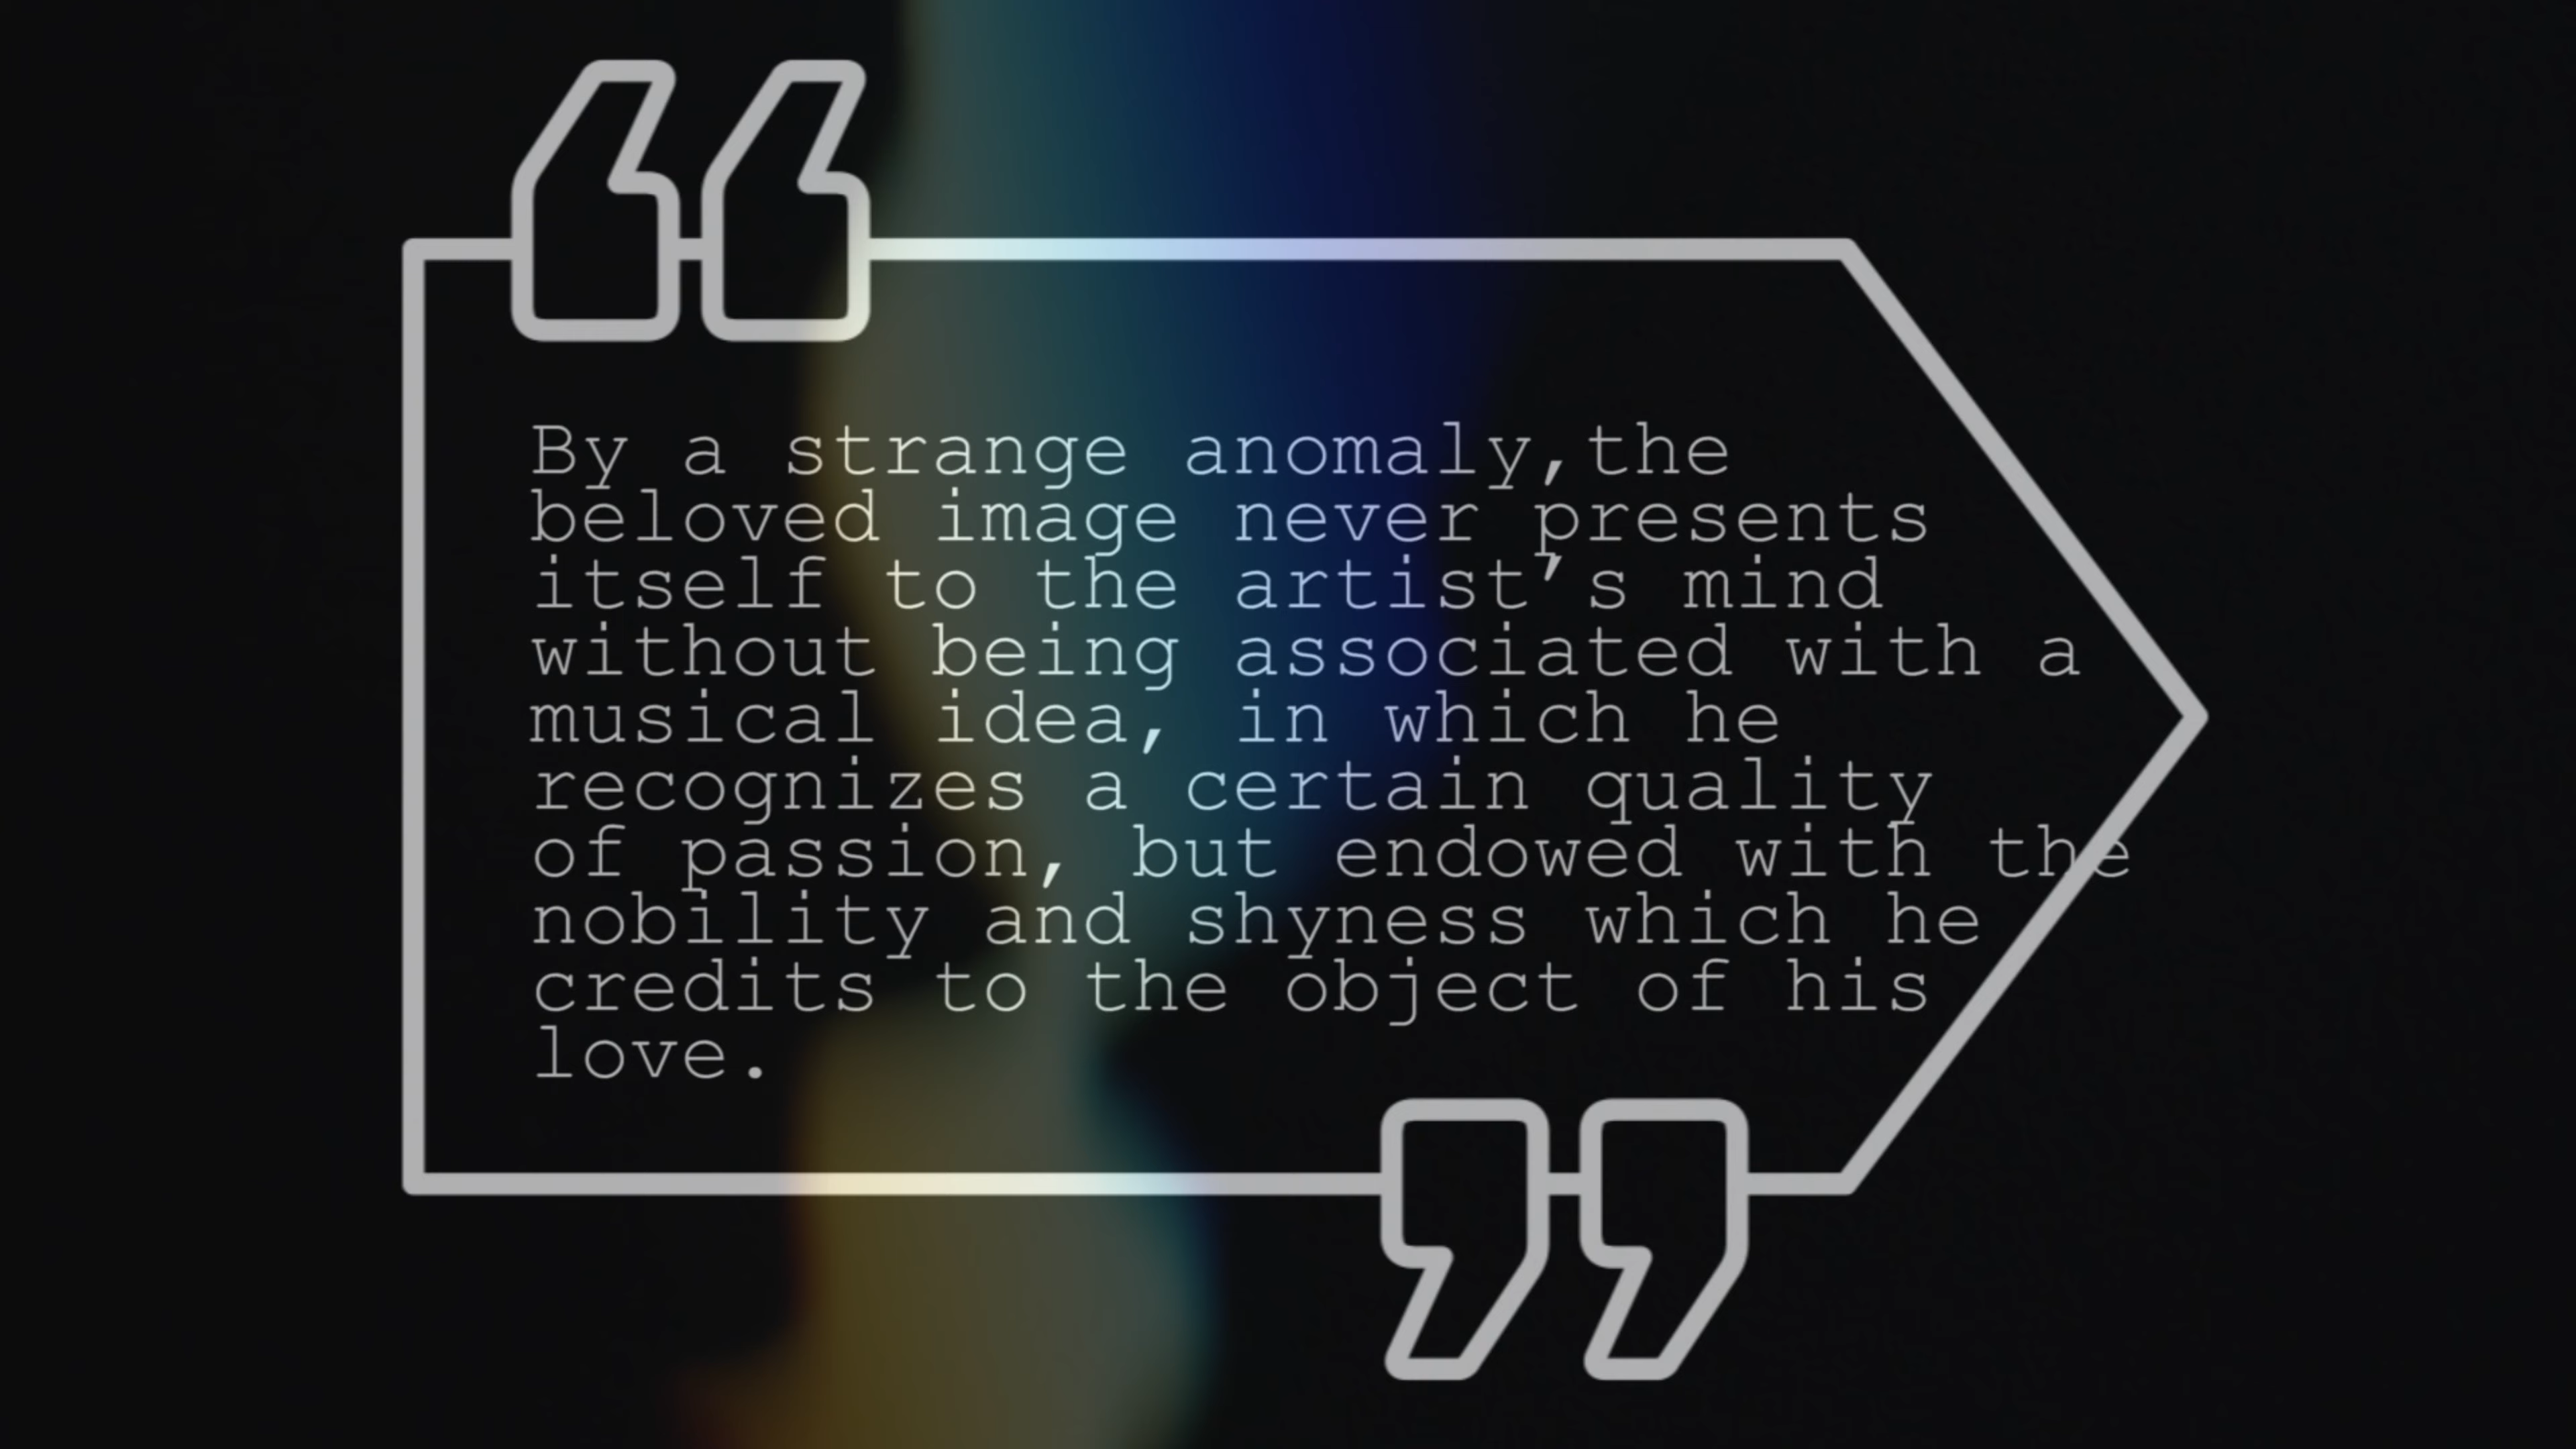 By a strange anomaly,the
beloved image never presents
itself to the artist’s mind
without being associated with a
musical idea, in which he
recognizes a certain quality
of passion, but endowed with the
nobility and shyness which he
credits to the object of his
love.